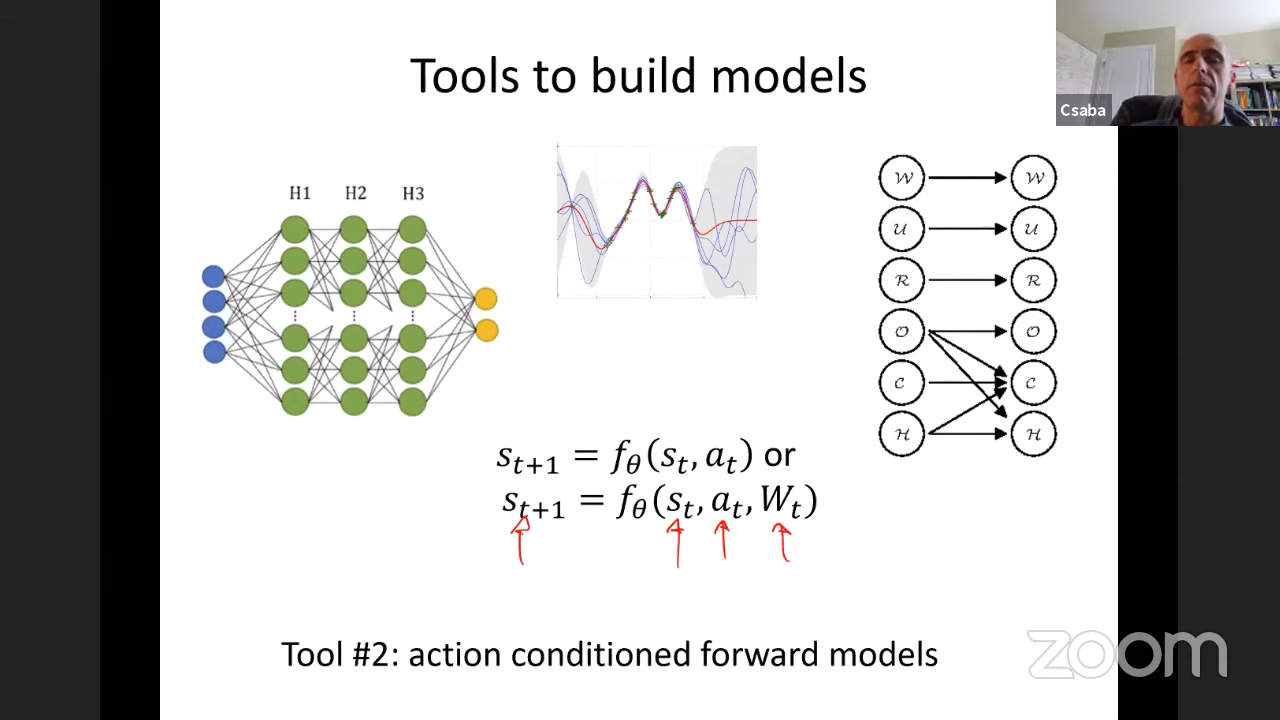 Tools to build models
Csaba
H1 H2 H3
𝒲 𝒲
𝒰 𝒰
ℛ ℛ
𝒪 𝒪
𝒞 𝒞
ℋ ℋ
s_{t+1} = f_θ(s_t, a_t) or
s_{t+1} = f_θ(s_t, a_t, W_t)
Tool #2: action conditioned forward models
zoom